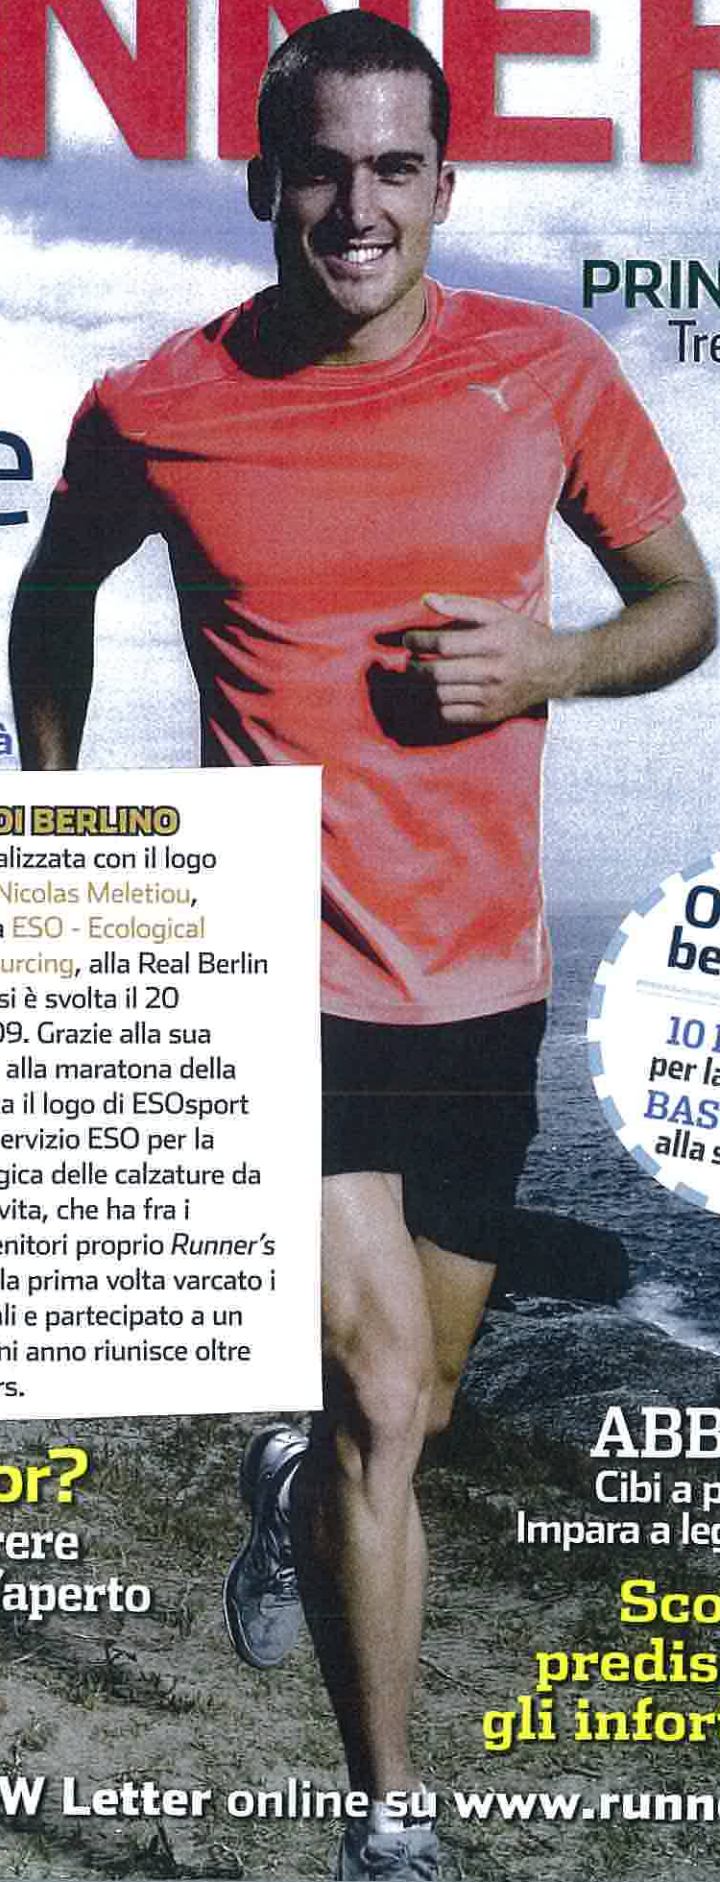 NNER
PRIN
Tre
e
à
DI BERLINO
alizzata con il logo
Nicolas Meletiou,
a ESO - Ecological
urcing, alla Real Berlin
si è svolta il 20
09. Grazie alla sua
alla maratona della
a il logo di ESOsport
ervizio ESO per la
gica delle calzature da
vita, che ha fra i
enitori proprio Runner's
la prima volta varcato i
ali e partecipato a un
ni anno riunisce oltre
rs.
O
be
10
per la
BAS
alla s
or?
rere
'aperto
ABB
Cibi a p
Impara a leg
Sco
predis
gli infor
W Letter online su www.runn